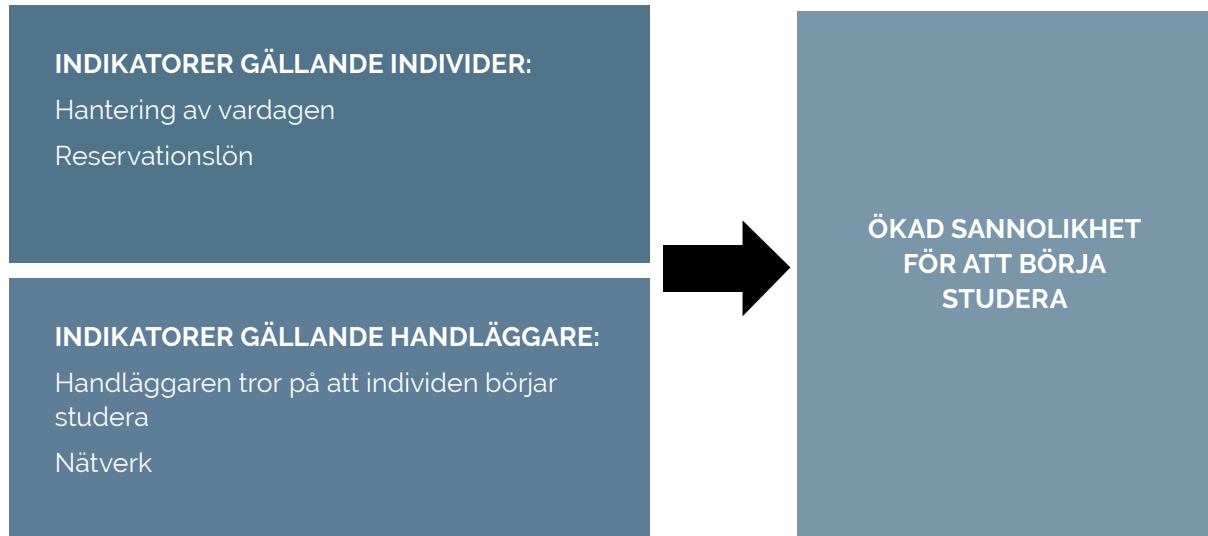 INDIKATORER GÄLLANDE INDIVIDER:
Hantering av vardagen
Reservationslön
INDIKATORER GÄLLANDE HANDLÄGGARE:
Handläggaren tror på att individen börjar
studera
Nätverk
ÖKAD SANNOLIKHET
FÖR ATT BÖRJA
STUDERA